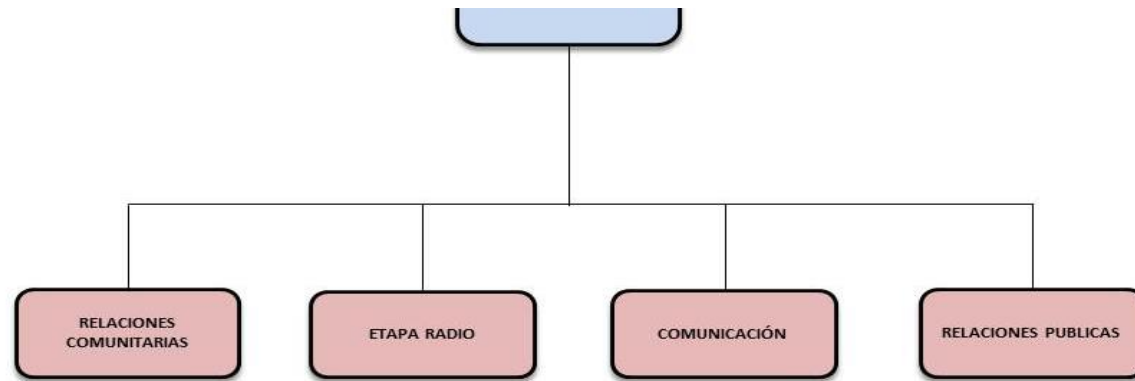 RELACIONES
COMUNITARIAS
ETAPA RADIO
COMUNICACIÓN
RELACIONES PUBLICAS